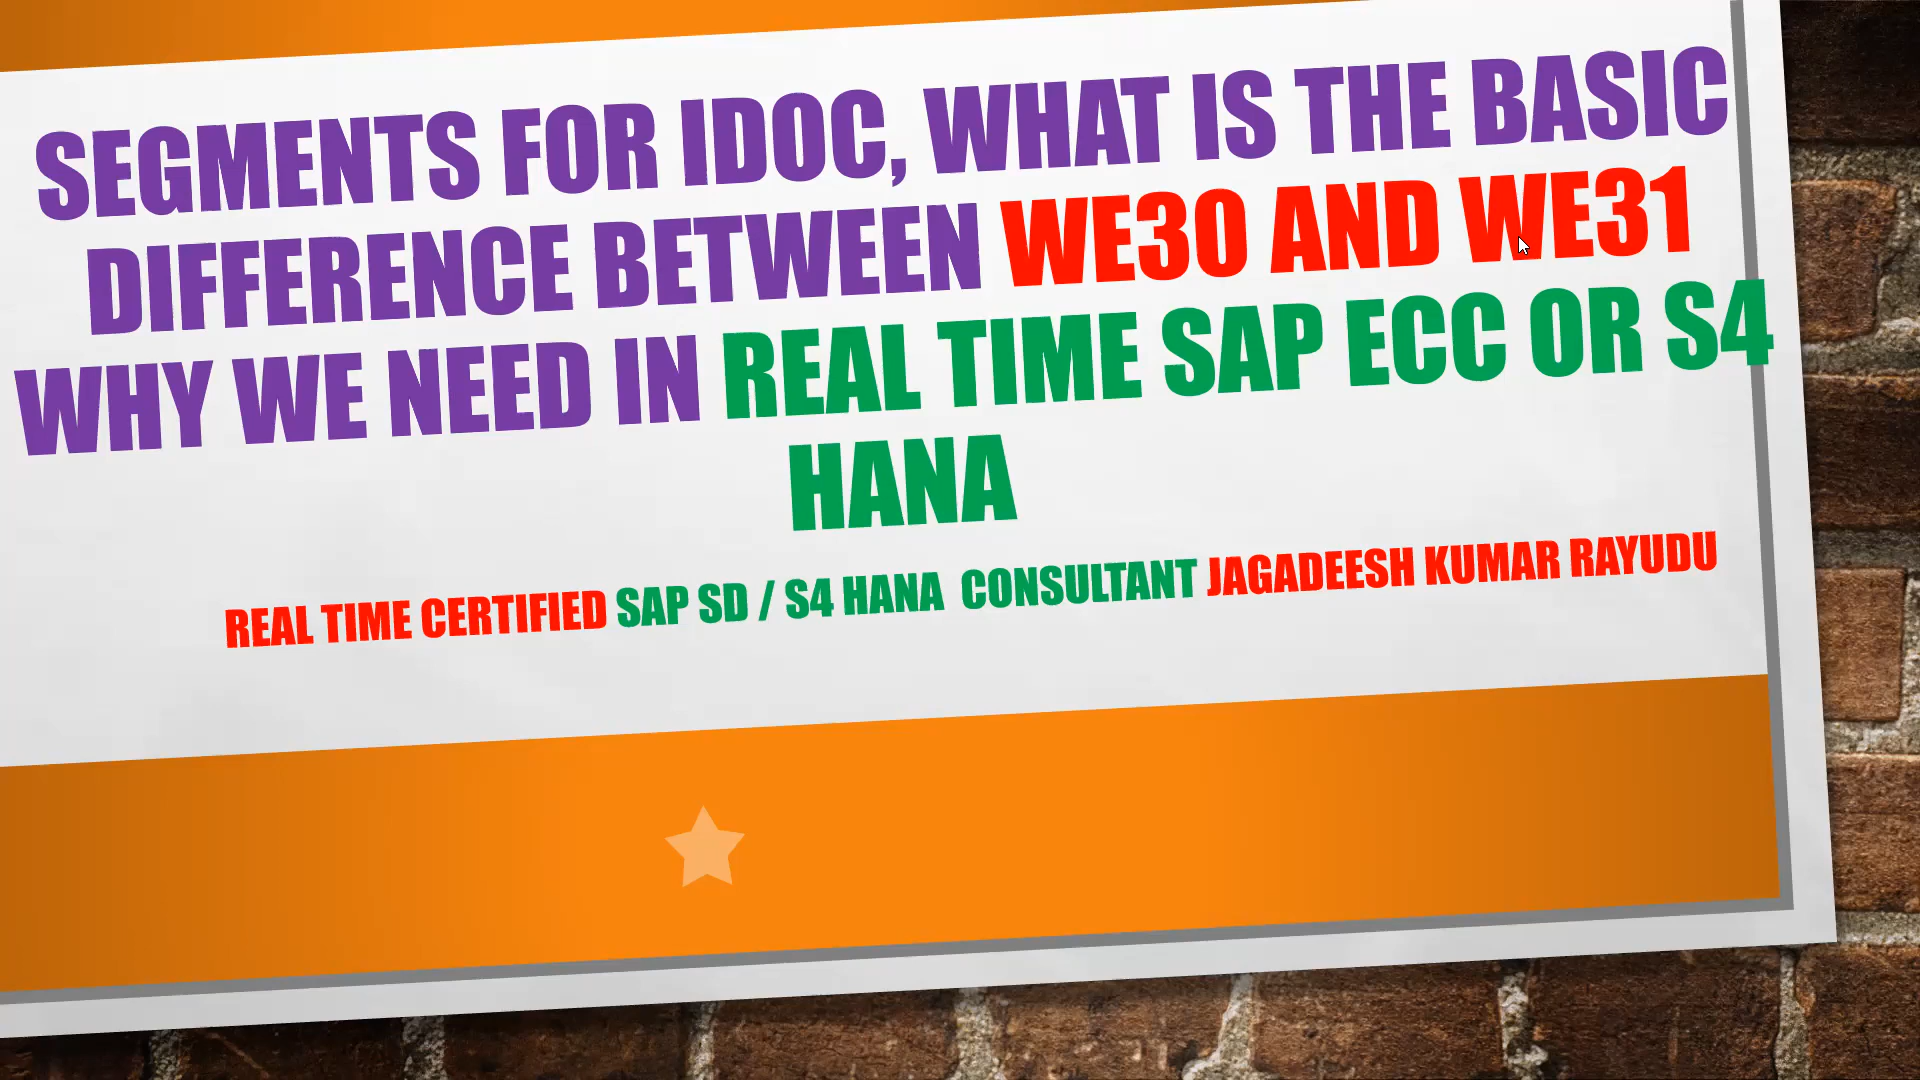 SEGMENTS FOR IDOC, WHAT IS THE BASIC
DIFFERENCE BETWEEN WE30 AND WE31
WHY WE NEED IN REAL TIME SAP ECC OR S4
HANA
REAL TIME CERTIFIED SAP SD / S4 HANA CONSULTANT JAGADEESH KUMAR RAYUDU